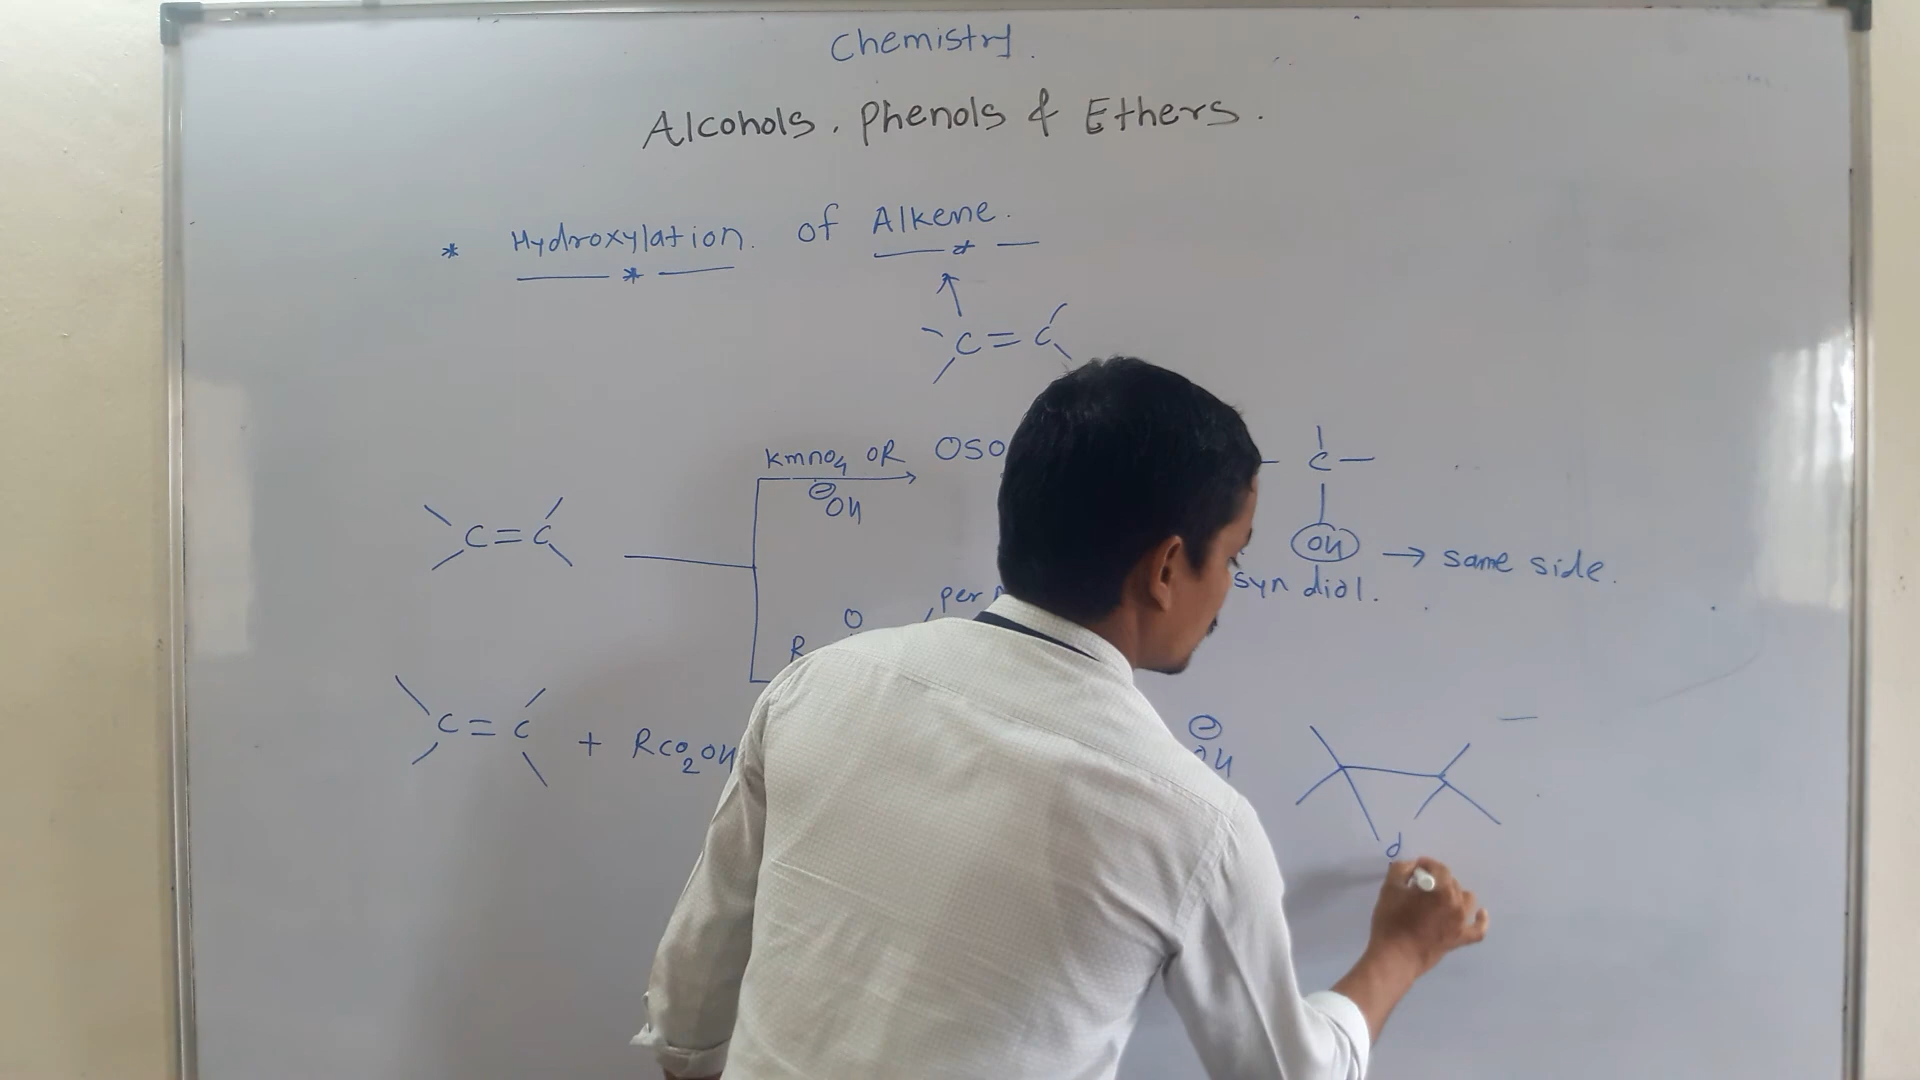 Chemistry.
Alcohols, Phenols & Ethers.
* Hydroxylation of Alkene.
C = C
KmnO4 OR OSO
⊖OH
C
C = C
OH → same side.
syn diol.
per
O
R
C = C + RCO2OH
⊖
OH